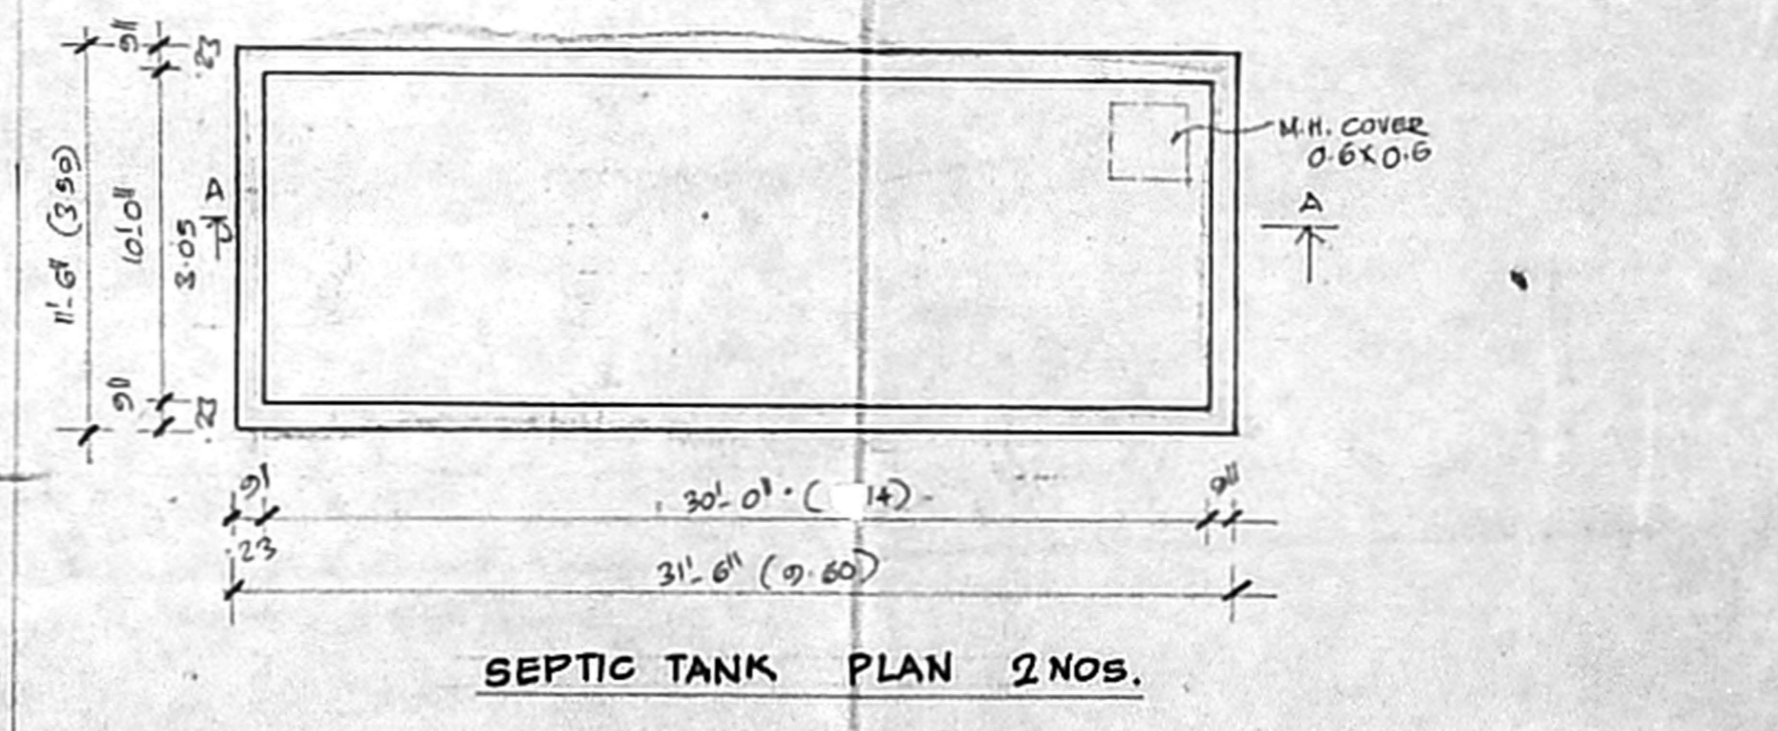 9"
.23
11'-6" (3.50)
10'-0"
3.05
A
9"
.23
M.H. COVER
0.6X0.6
A
9"
30'-0" ( 14)
9"
.23
31'-6" (9.60)
SEPTIC TANK PLAN 2 NOS.